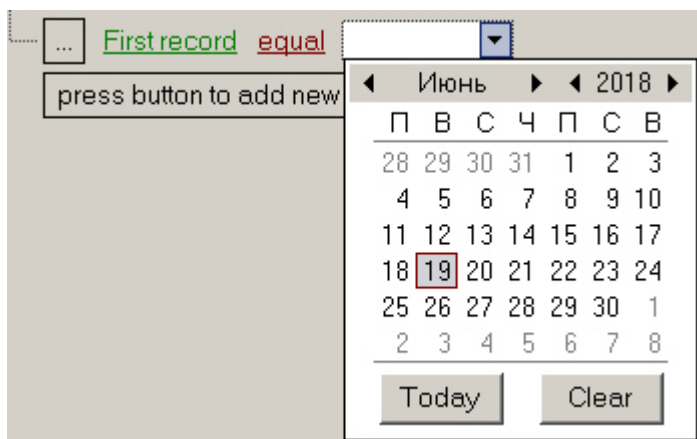 ... First record equal
press button to add new
Июнь 2018
П В С Ч П С В
28 29 30 31 1 2 3
4 5 6 7 8 9 10
11 12 13 14 15 16 17
18 19 20 21 22 23 24
25 26 27 28 29 30 1
2 3 4 5 6 7 8
Today Clear